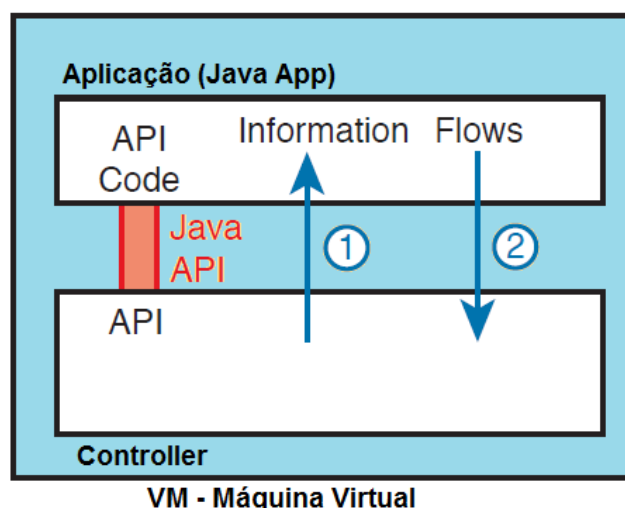 Aplicação (Java App)
API
Code
Information
Flows
Java
API
1
2
API
Controller
VM - Máquina Virtual